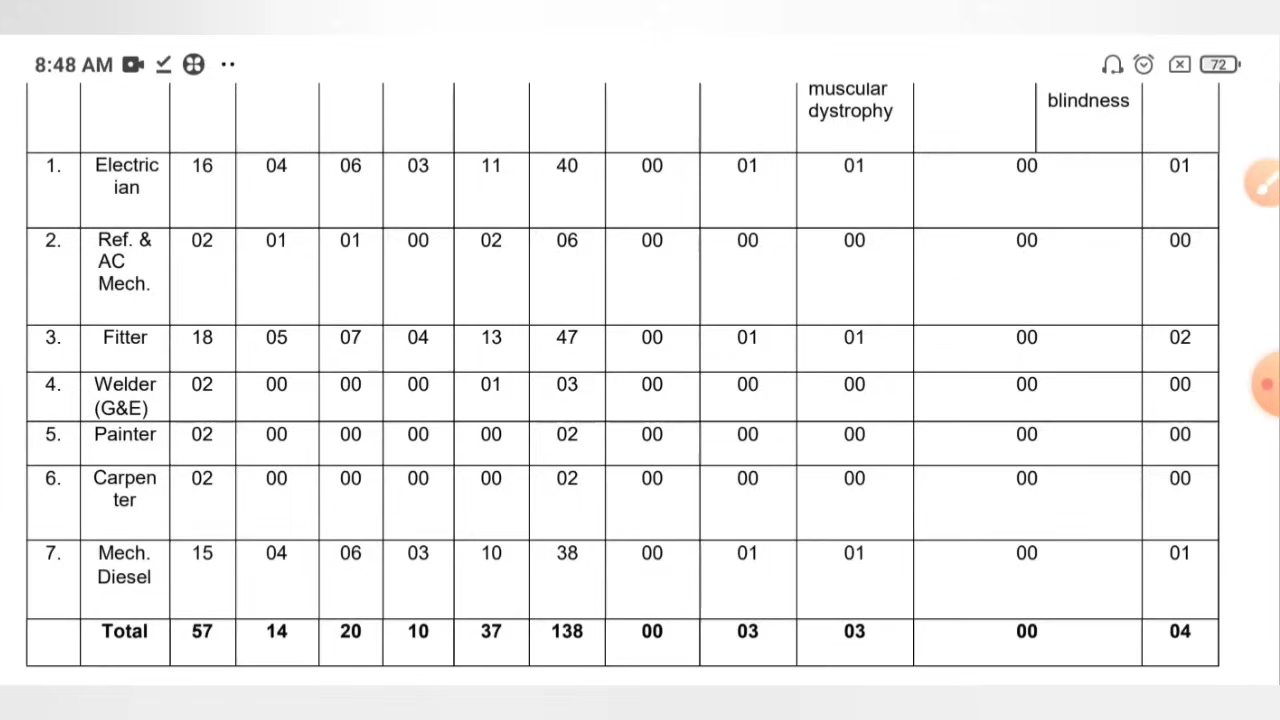 8:48 AM 72
muscular
dystrophy
blindness
1. Electric 16 04 06 03 11 40 00 01 01 00 01
ian
2. Ref. & 02 01 01 00 02 06 00 00 00 00 00
AC
Mech.
3. Fitter 18 05 07 04 13 47 00 01 01 00 02
4. Welder 02 00 00 00 01 03 00 00 00 00 00
(G&E)
5. Painter 02 00 00 00 00 02 00 00 00 00 00
6. Carpen 02 00 00 00 00 02 00 00 00 00 00
ter
7. Mech. 15 04 06 03 10 38 00 01 01 00 01
Diesel
Total 57 14 20 10 37 138 00 03 03 00 04